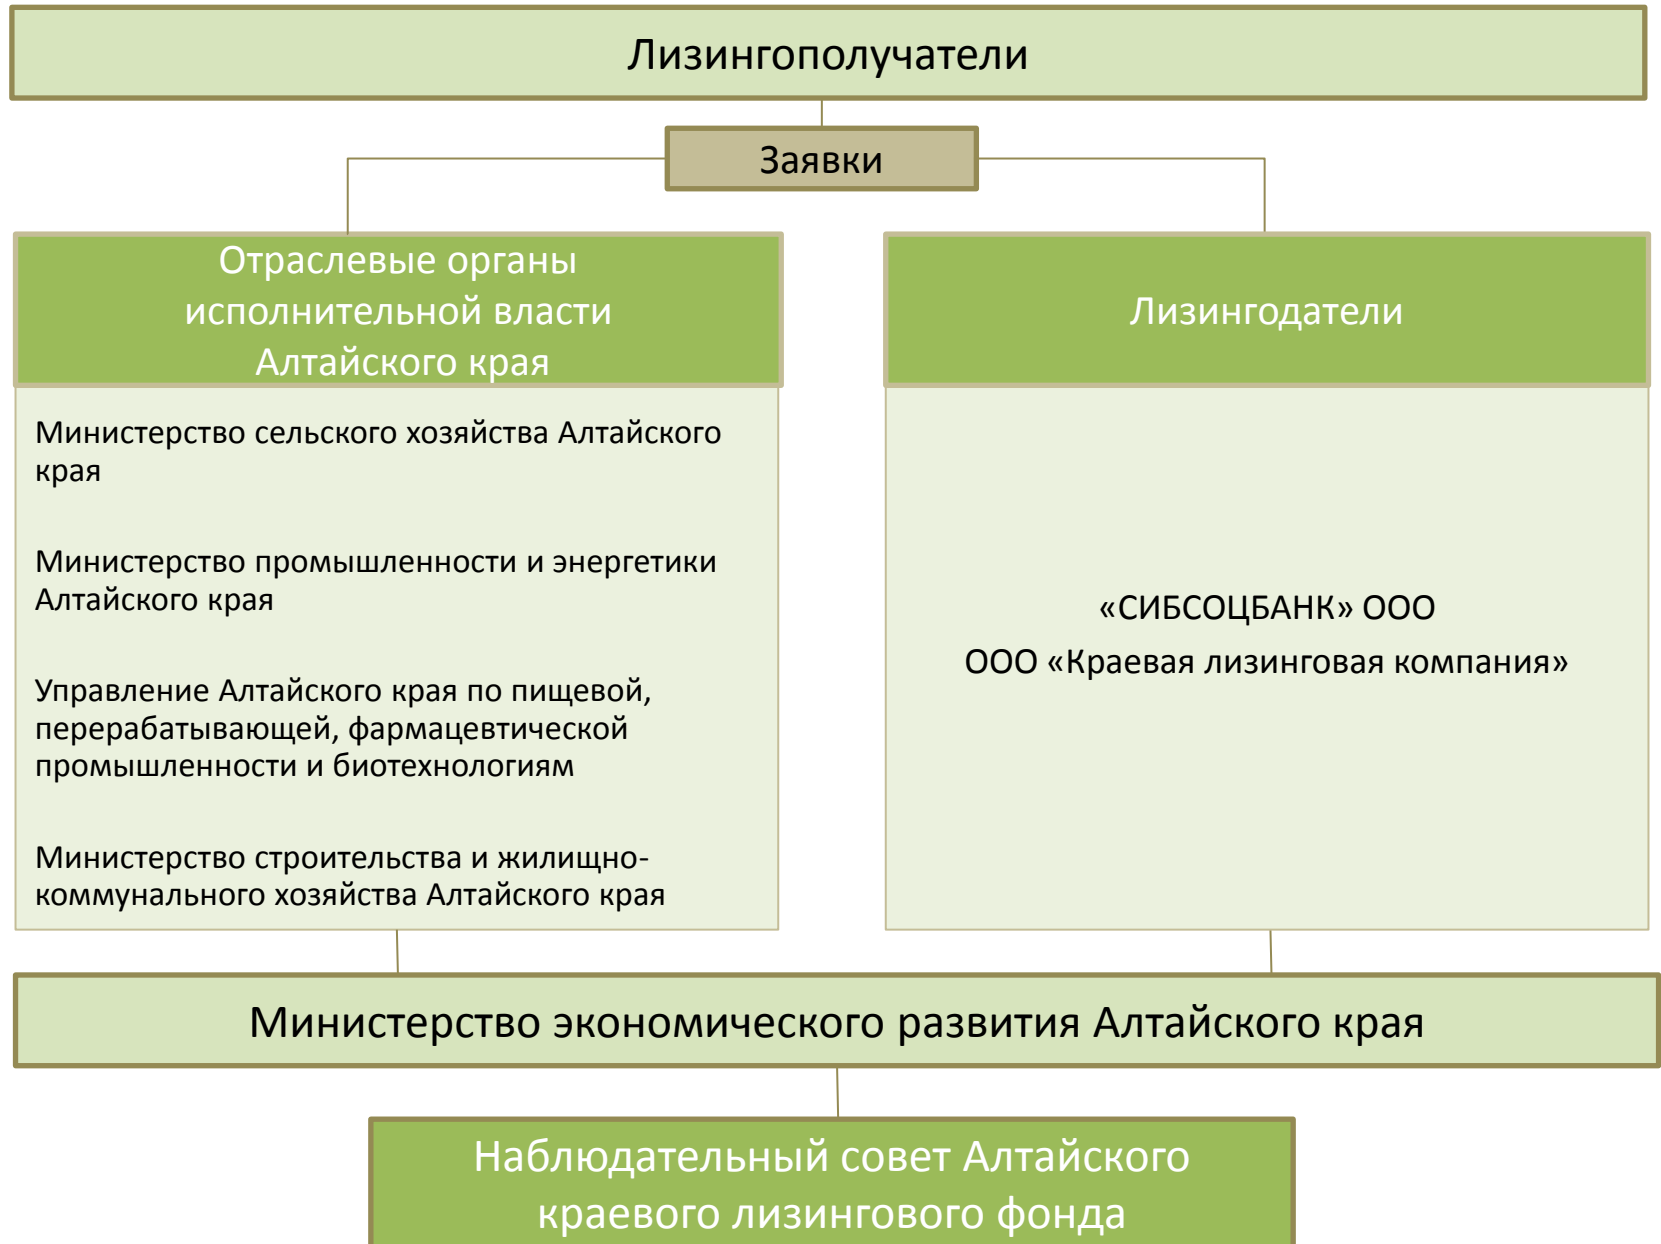 Лизингополучатели
Заявки
Отраслевые органы
исполнительной власти
Алтайского края
Министерство сельского хозяйства Алтайского
края
Министерство промышленности и энергетики
Алтайского края
Управление Алтайского края по пищевой,
перерабатывающей, фармацевтической
промышленности и биотехнологиям
Министерство строительства и жилищно-
коммунального хозяйства Алтайского края
Лизингодатели
«СИБСОЦБАНК» ООО
ООО «Краевая лизинговая компания»
Министерство экономического развития Алтайского края
Наблюдательный совет Алтайского
краевого лизингового фонда